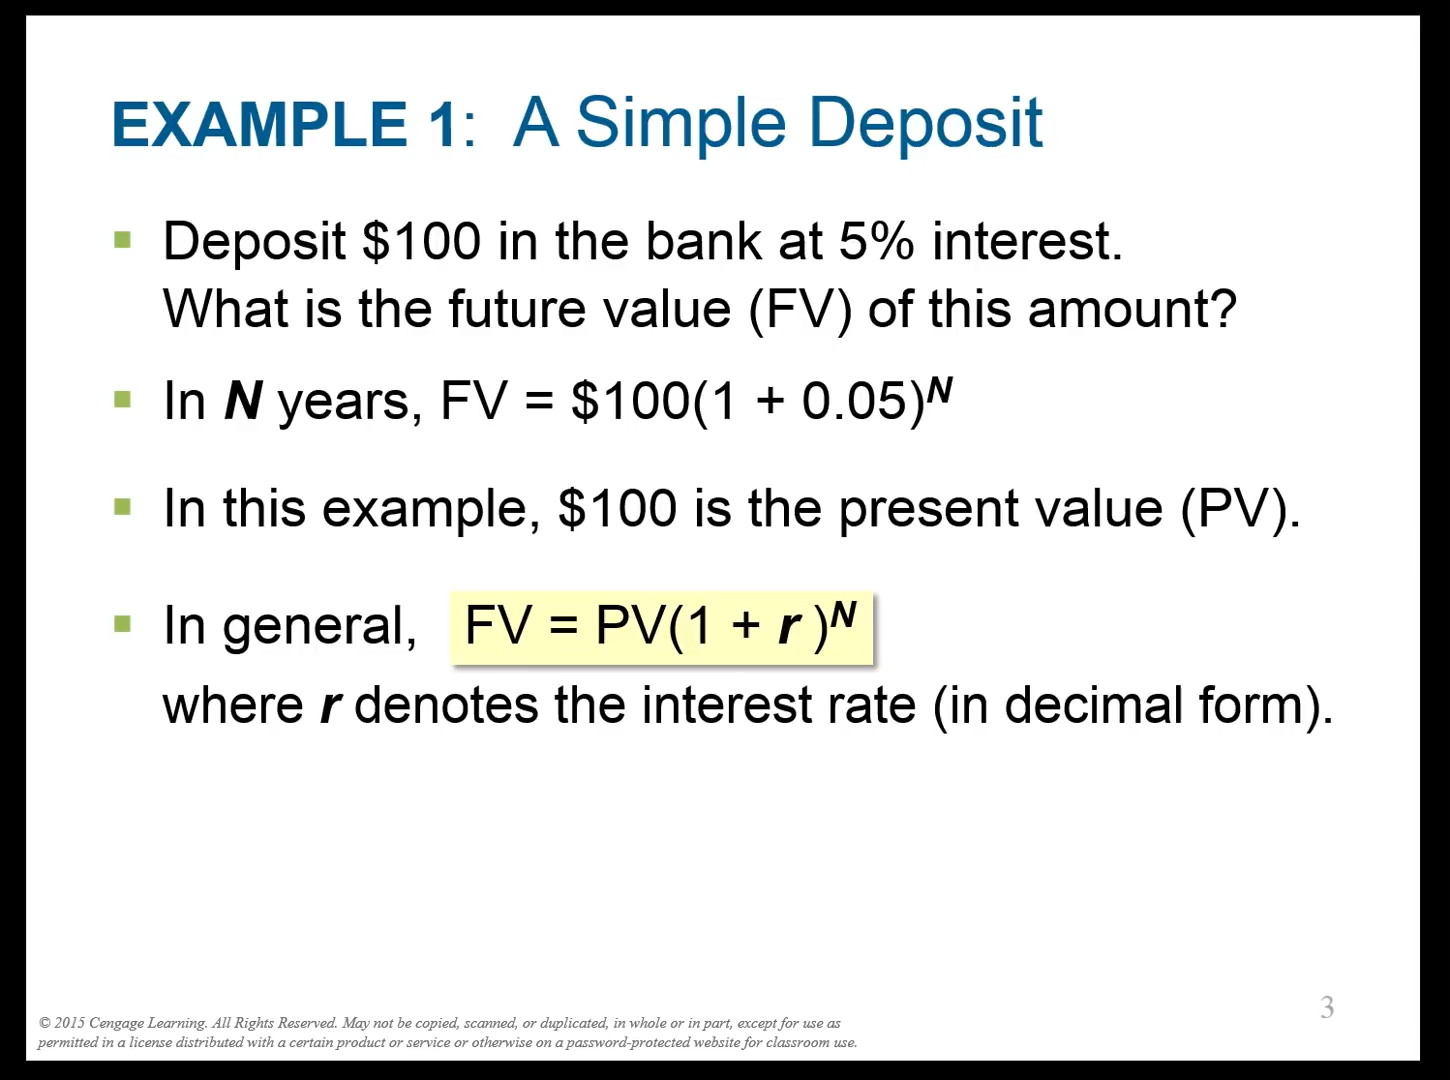 EXAMPLE 1: A Simple Deposit
Deposit $100 in the bank at 5% interest.
What is the future value (FV) of this amount?
In N years, FV = $100(1 + 0.05)^N
In this example, $100 is the present value (PV).
In general, FV = PV(1 + r )^N
where r denotes the interest rate (in decimal form).
3
© 2015 Cengage Learning. All Rights Reserved. May not be copied, scanned, or duplicated, in whole or in part, except for use as
permitted in a license distributed with a certain product or service or otherwise on a password-protected website for classroom use.